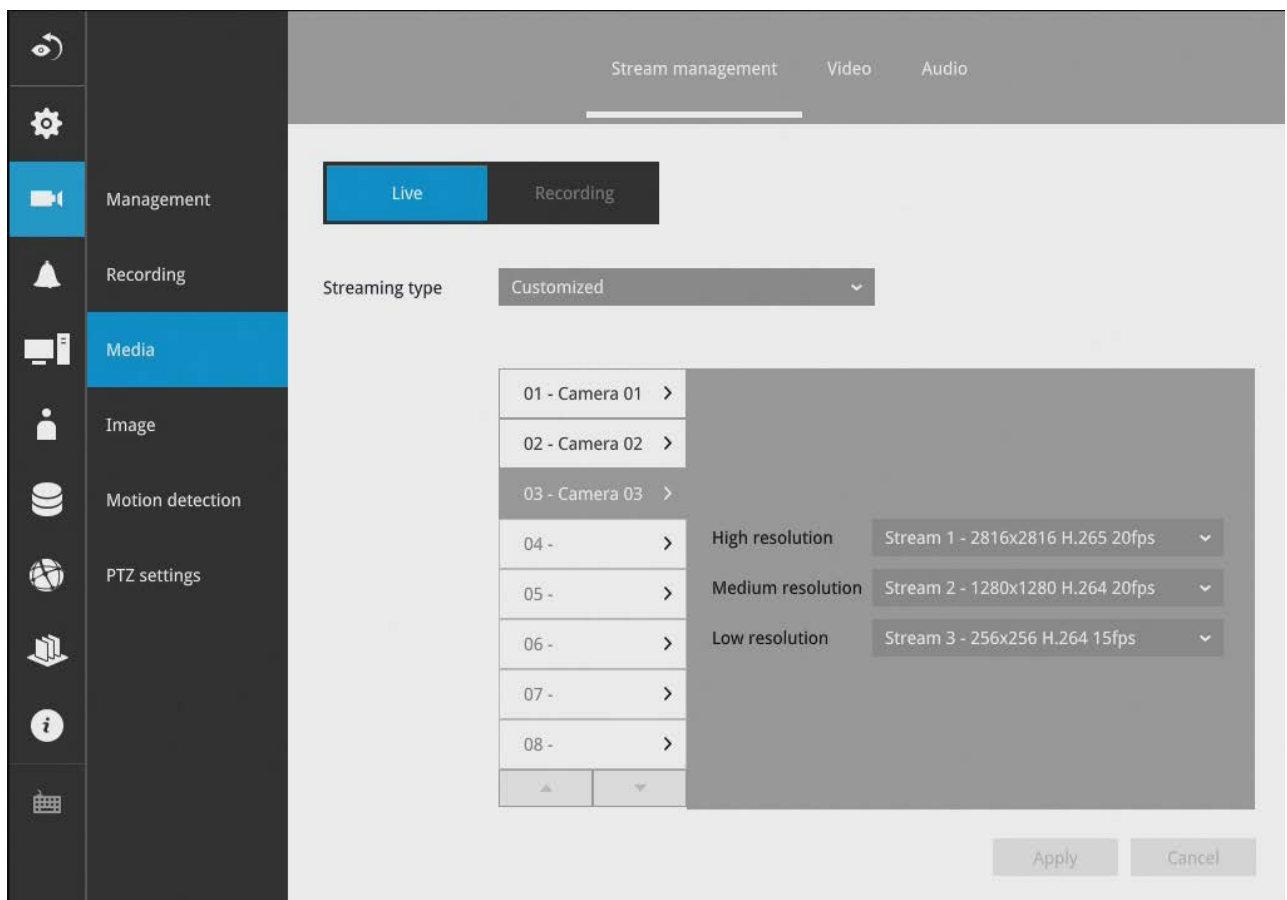 Stream management Video Audio
Management
Recording
Media
Image
Motion detection
PTZ settings
Live Recording
Streaming type Customized
01 - Camera 01
02 - Camera 02
03 - Camera 03
04 -
05 -
06 -
07 -
08 -
High resolution Stream 1 - 2816x2816 H.265 20fps
Medium resolution Stream 2 - 1280x1280 H.264 20fps
Low resolution Stream 3 - 256x256 H.264 15fps
Apply Cancel